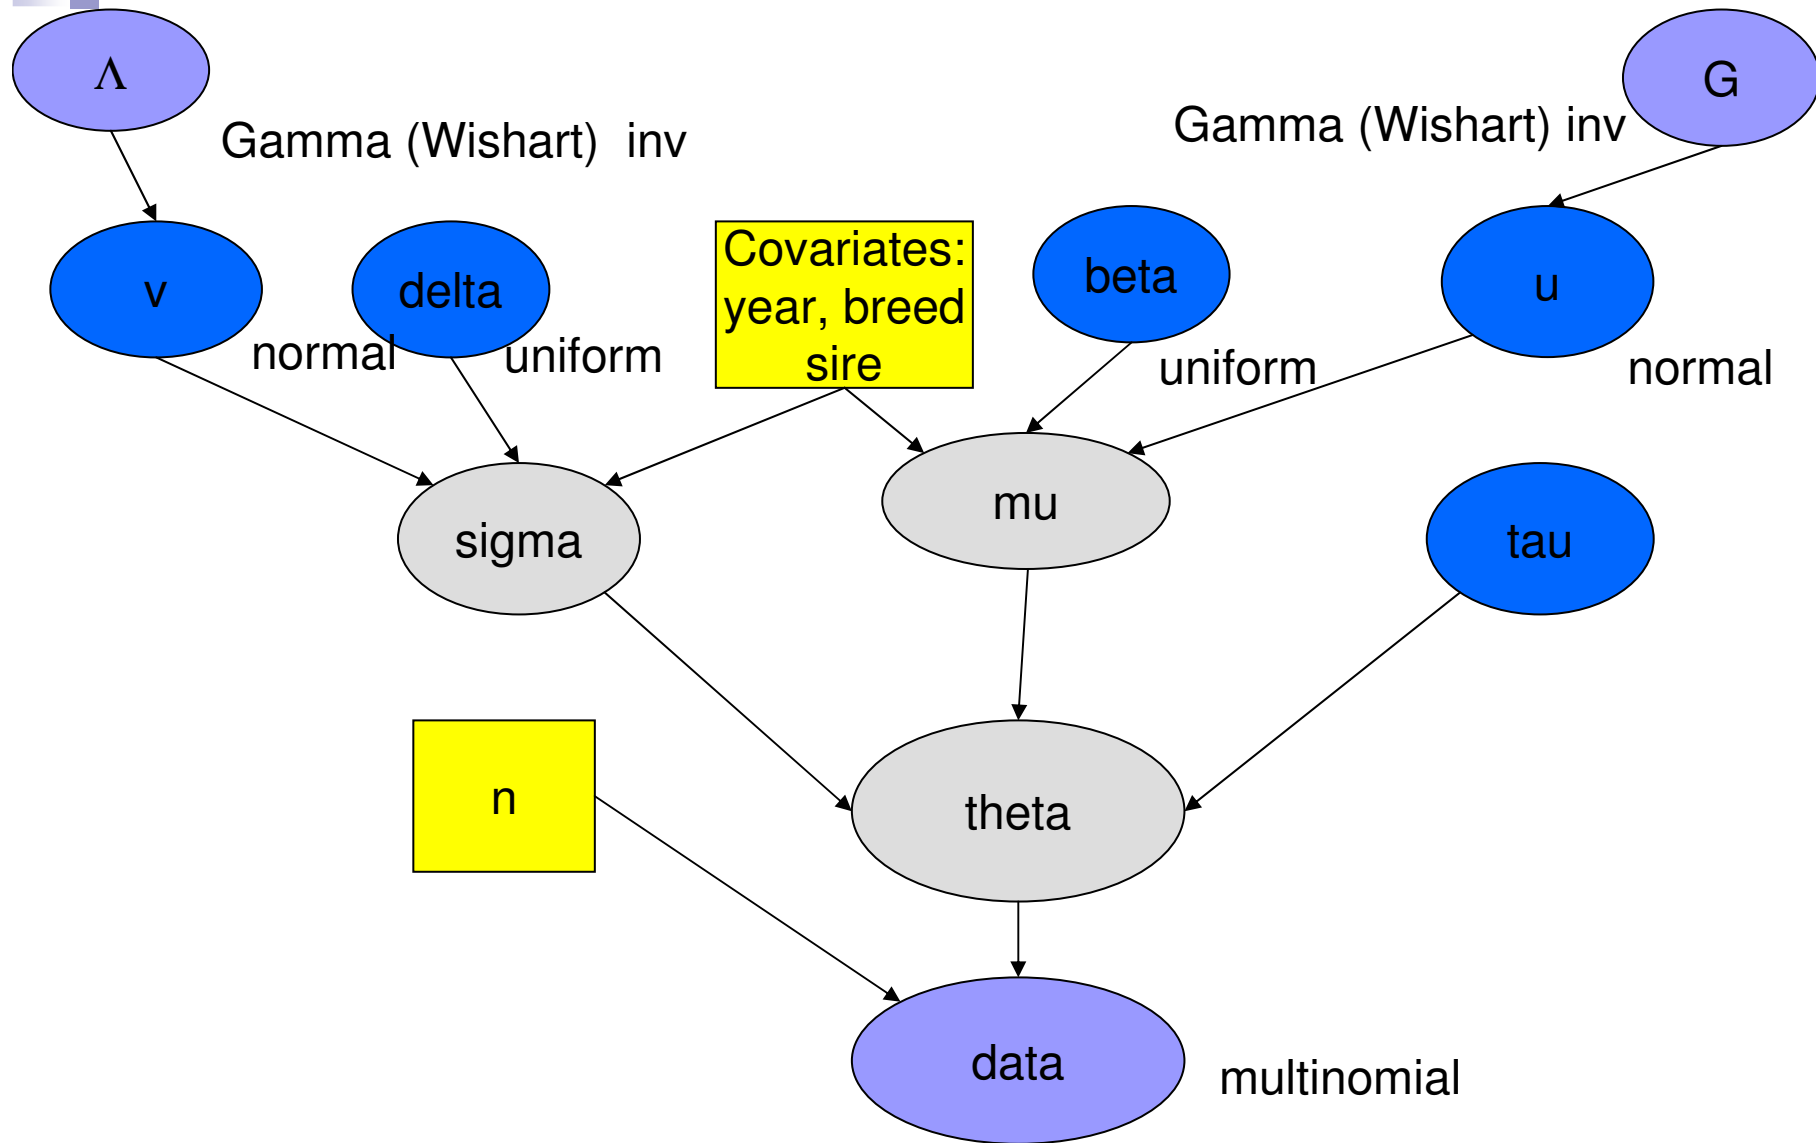 Λ
G
Gamma (Wishart)  inv
Gamma (Wishart) inv
v
delta
Covariates:
year, breed
sire
beta
u
normal
uniform
uniform
normal
sigma
mu
tau
n
theta
data
multinomial